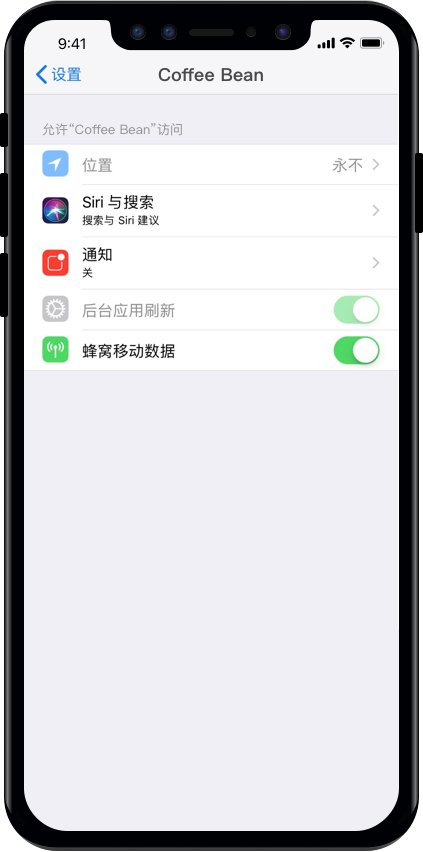 9:41
设置 Coffee Bean
允许“Coffee Bean”访问
位置 永不
Siri 与搜索
搜索与 Siri 建议
通知
关
后台应用刷新
蜂窝移动数据